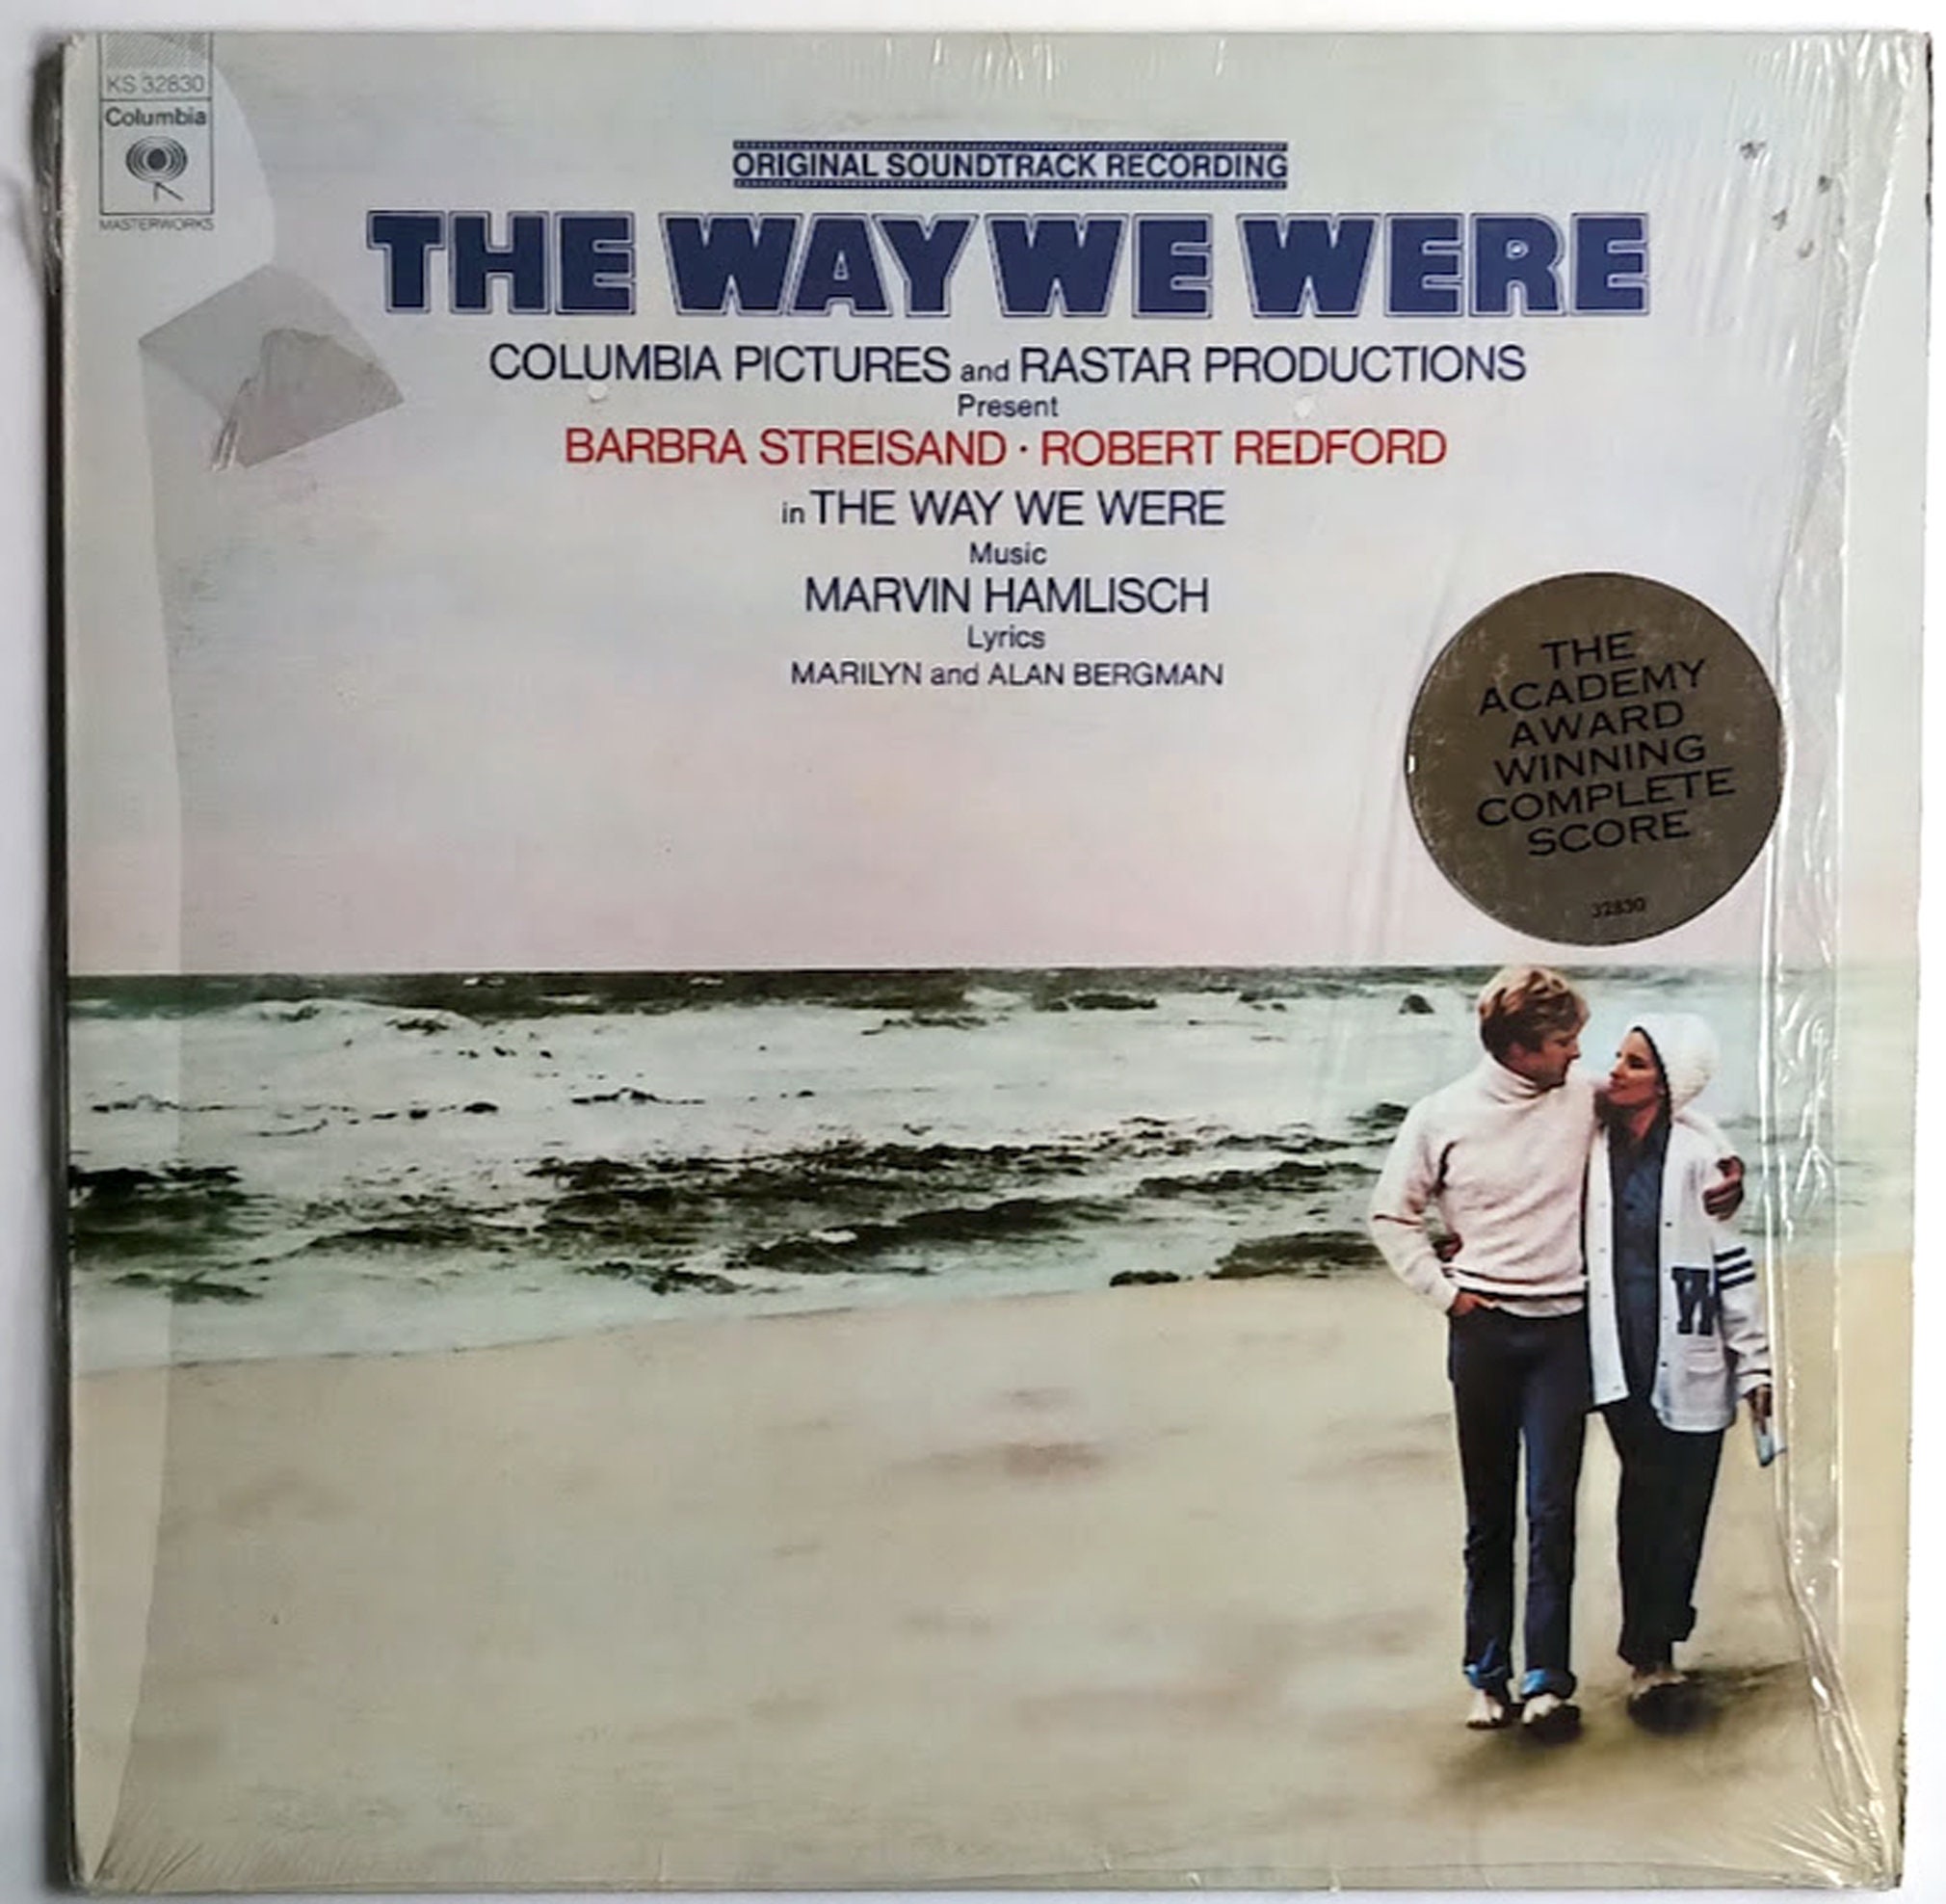 KS 32830
Columbia
MASTERWORKS
ORIGINAL SOUNDTRACK RECORDING
THE WAY WE WERE
COLUMBIA PICTURES and RASTAR PRODUCTIONS
Present
BARBRA STREISAND · ROBERT REDFORD
in THE WAY WE WERE
Music
MARVIN HAMLISCH
Lyrics
MARILYN and ALAN BERGMAN
THE
ACADEMY
AWARD
WINNING
COMPLETE
SCORE
32830
W